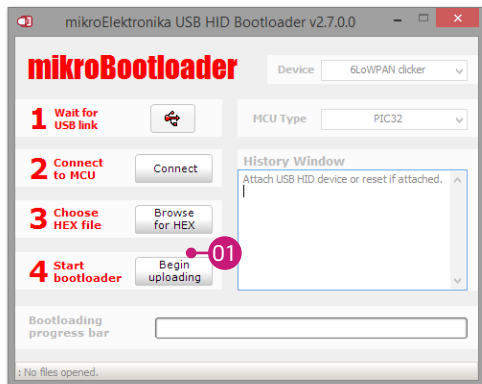 mikroElektronika USB HID Bootloader v2.7.0.0
mikroBootloader
Device 6LoWPAN clicker
1 Wait for
USB link
MCU Type PIC32
2 Connect
to MCU
Connect
History Window
Attach USB HID device or reset if attached.
3 Choose
HEX file
Browse
for HEX
01
4 Start
bootloader
Begin
uploading
Bootloading
progress bar
: No files opened.